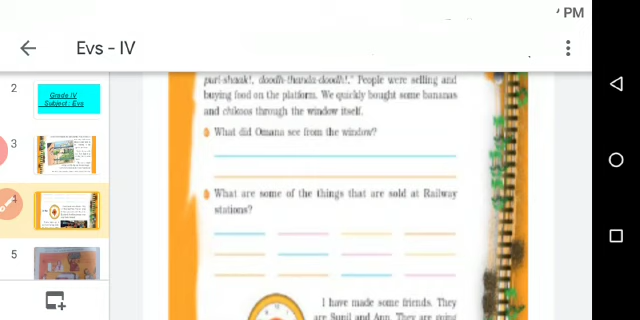 PM
Evs - IV
2
Grade IV
Subject : Evs
3
4
5
puri-shaak!, doodh-thanda-doodh!." People were selling and
buying food on the platform. We quickly bought some bananas
and chikoos through the window itself.
What did Omana see from the window?
What are some of the things that are sold at Railway
stations?
I have made some friends. They
are Sunil and Ann. They are going